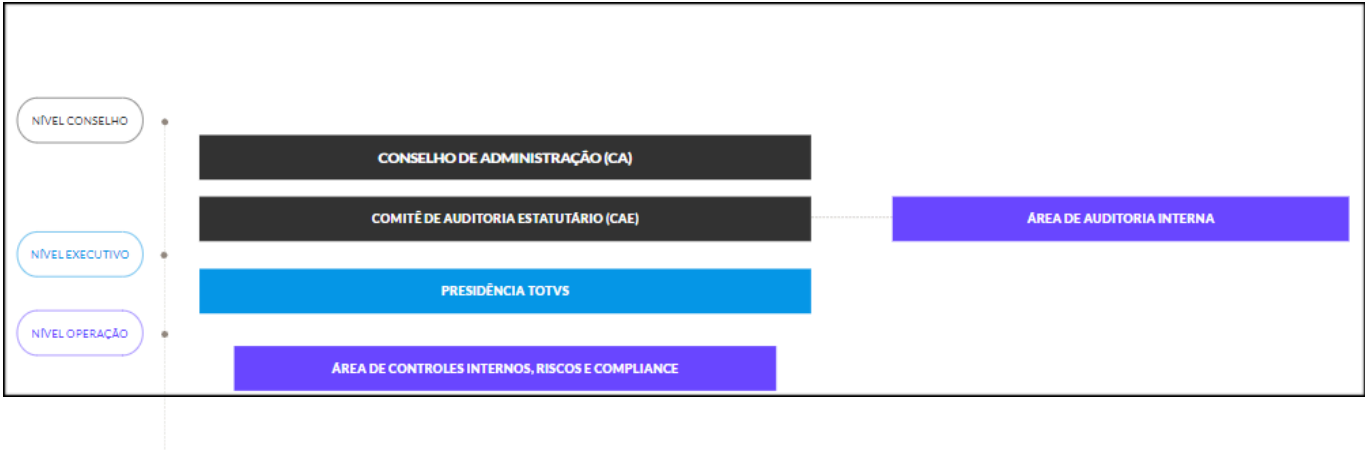 NÍVEL CONSELHO
CONSELHO DE ADMINISTRAÇÃO (CA)
COMITÊ DE AUDITORIA ESTATUTÁRIO (CAE)
ÁREA DE AUDITORIA INTERNA
NÍVEL EXECUTIVO
PRESIDÊNCIA TOTVS
NÍVEL OPERAÇÃO
ÁREA DE CONTROLES INTERNOS, RISCOS E COMPLIANCE